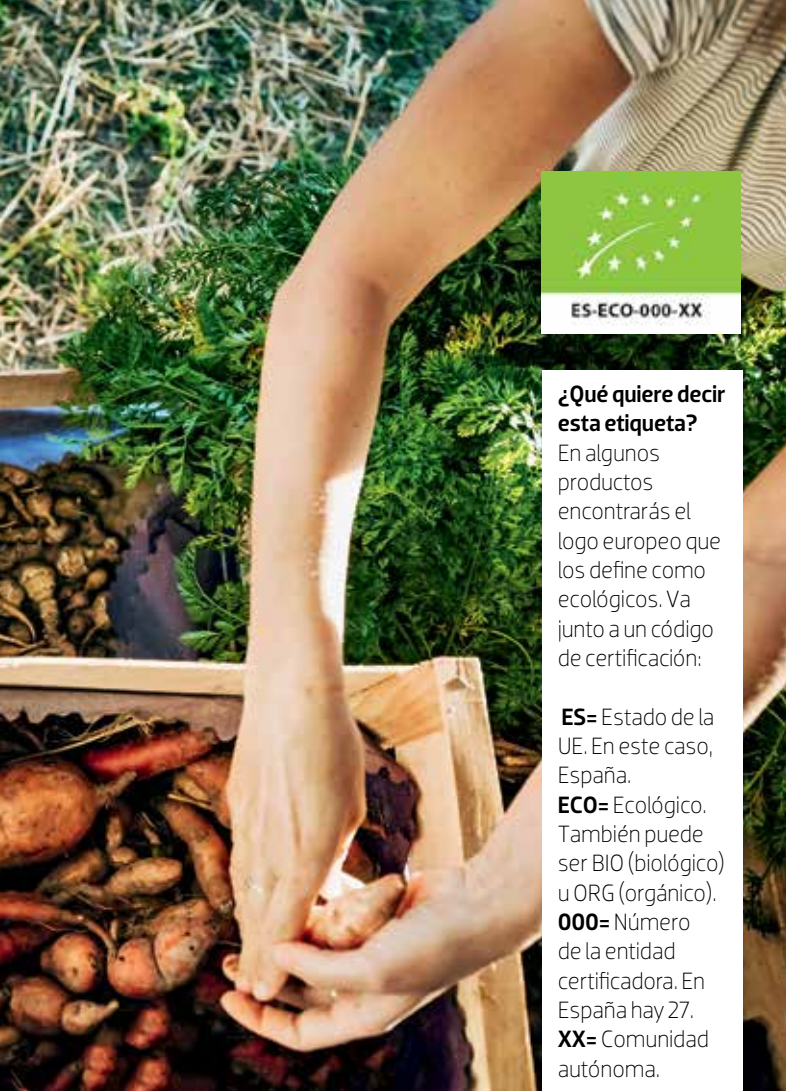 ES-ECO-000-XX
¿Qué quiere decir
esta etiqueta?
En algunos
productos
encontrarás el
logo europeo que
los define como
ecológicos. Va
junto a un código
de certificación:
ES= Estado de la
UE. En este caso,
España.
ECO= Ecológico.
También puede
ser BIO (biológico)
u ORG (orgánico).
000= Número
de la entidad
certificadora. En
España hay 27.
XX= Comunidad
autónoma.